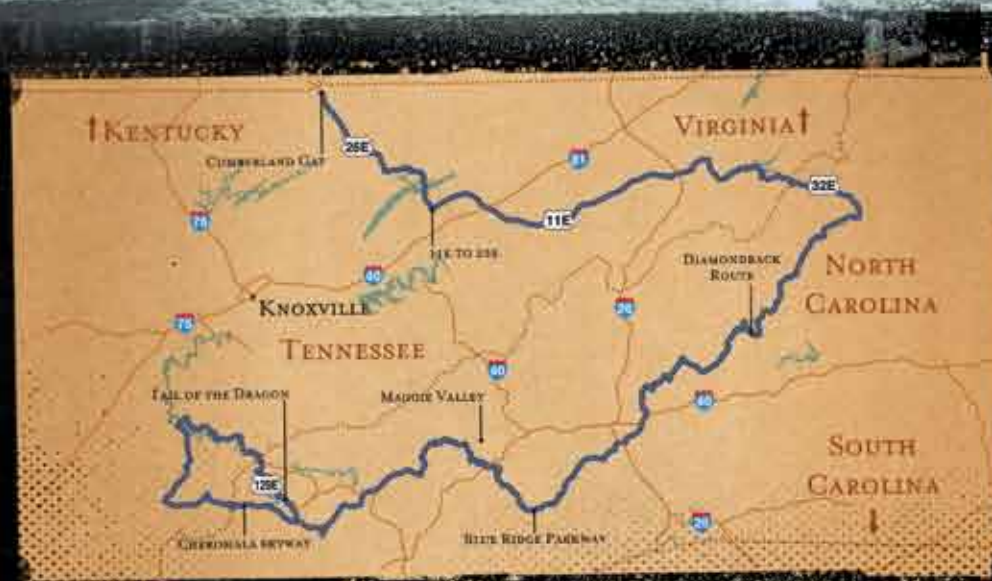 ↑KENTUCKY
VIRGINIA↑
CUMBERLAND GAP
25E
81
32E
75
11E
11E TO 25E
40
DIAMONDBACK
ROUTE
NORTH
CAROLINA
KNOXVILLE
26
75
TENNESSEE
40
TAIL OF THE DRAGON
MAGGIE VALLEY
40
SOUTH
CAROLINA
↓
129E
26
CHEROHALA SKYWAY
BLUE RIDGE PARKWAY